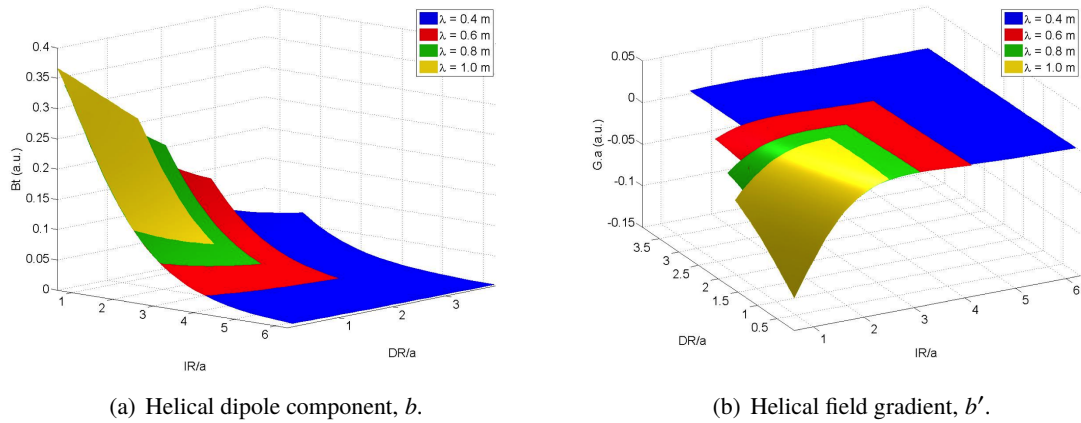 λ = 0.4 m
λ = 0.6 m
λ = 0.8 m
λ = 1.0 m
0.4
0.35
0.3
0.25
0.2
0.15
0.1
0.05
0
Bt (a.u.)
1
2
3
4
5
6
IR/a
1
2
3
DR/a
(a) Helical dipole component, b.
λ = 0.4 m
λ = 0.6 m
λ = 0.8 m
λ = 1.0 m
0.05
0
-0.05
-0.1
-0.15
G.a (a.u.)
3.5
3
2.5
2
1.5
1
0.5
DR/a
1
2
3
4
5
6
IR/a
(b) Helical field gradient, b′.